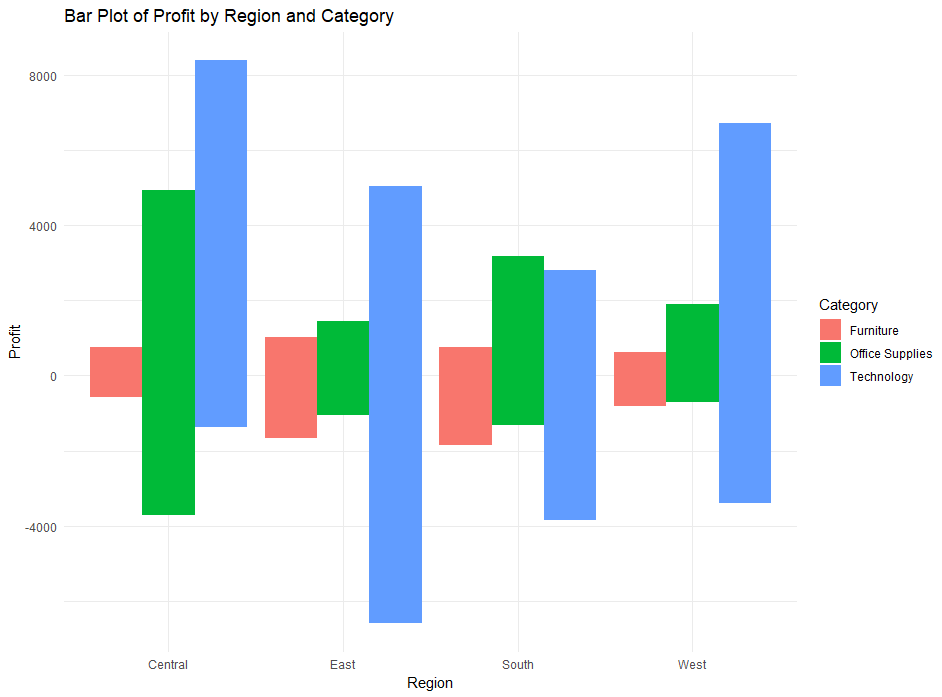 Bar Plot of Profit by Region and Category
8000
4000
0
-4000
Profit
Central East South West
Region
Category
Furniture
Office Supplies
Technology